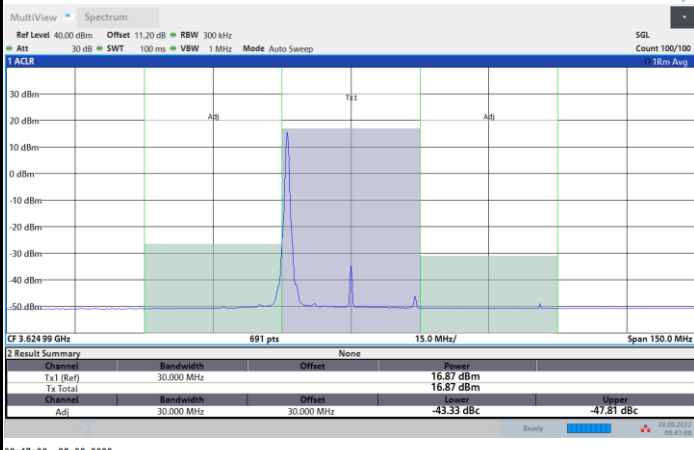 MultiView Spectrum
Ref Level 40.00 dBm Offset 11.20 dB RBW 300 kHz SGL
Att 30 dB SWT 100 ms VBW 1 MHz Mode Auto Sweep Count 100/100
1 ACLR 1Rm Avg
30 dBm
Tx1
20 dBm
Adj Adj
10 dBm
0 dBm
-10 dBm
-20 dBm
-30 dBm
-40 dBm
-50 dBm
CF 3.624 99 GHz 691 pts 15.0 MHz/ Span 150.0 MHz
2 Result Summary None
Channel Bandwidth Offset Power
Tx1 (Ref) 30.000 MHz 16.87 dBm
Tx Total 16.87 dBm
Channel Bandwidth Offset Lower Upper
Adj 30.000 MHz 30.000 MHz -43.33 dBc -47.81 dBc
Ready 28.09.2022
09:47:08